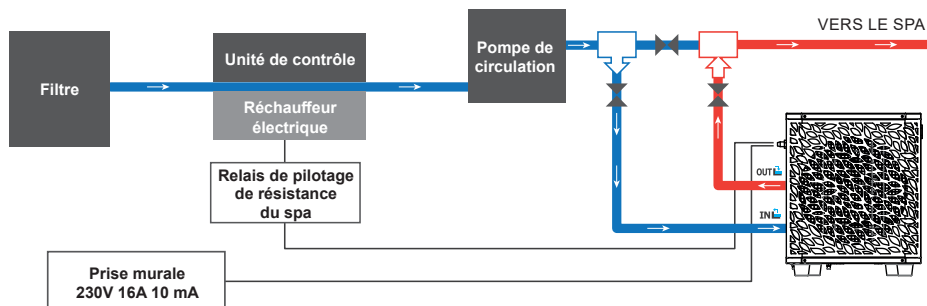 VERS LE SPA
Filtre
Unité de contrôle
Réchauffeur
électrique
Pompe de
circulation
Relais de pilotage
de résistance
du spa
OUT
IN
Prise murale
230V 16A 10 mA